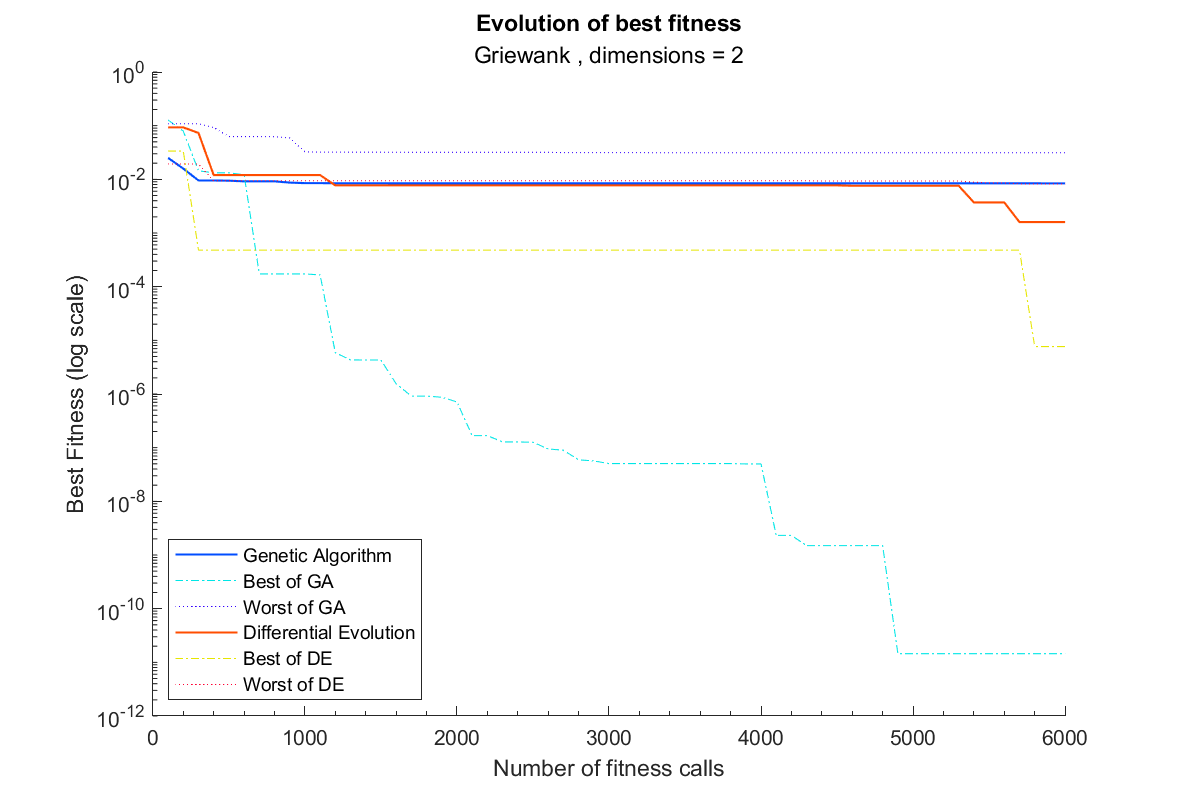 Evolution of best fitness
Griewank , dimensions = 2
Best Fitness (log scale)
10^0
10^-2
10^-4
10^-6
10^-8
10^-10
10^-12
Genetic Algorithm
Best of GA
Worst of GA
Differential Evolution
Best of DE
Worst of DE
0 1000 2000 3000 4000 5000 6000
Number of fitness calls